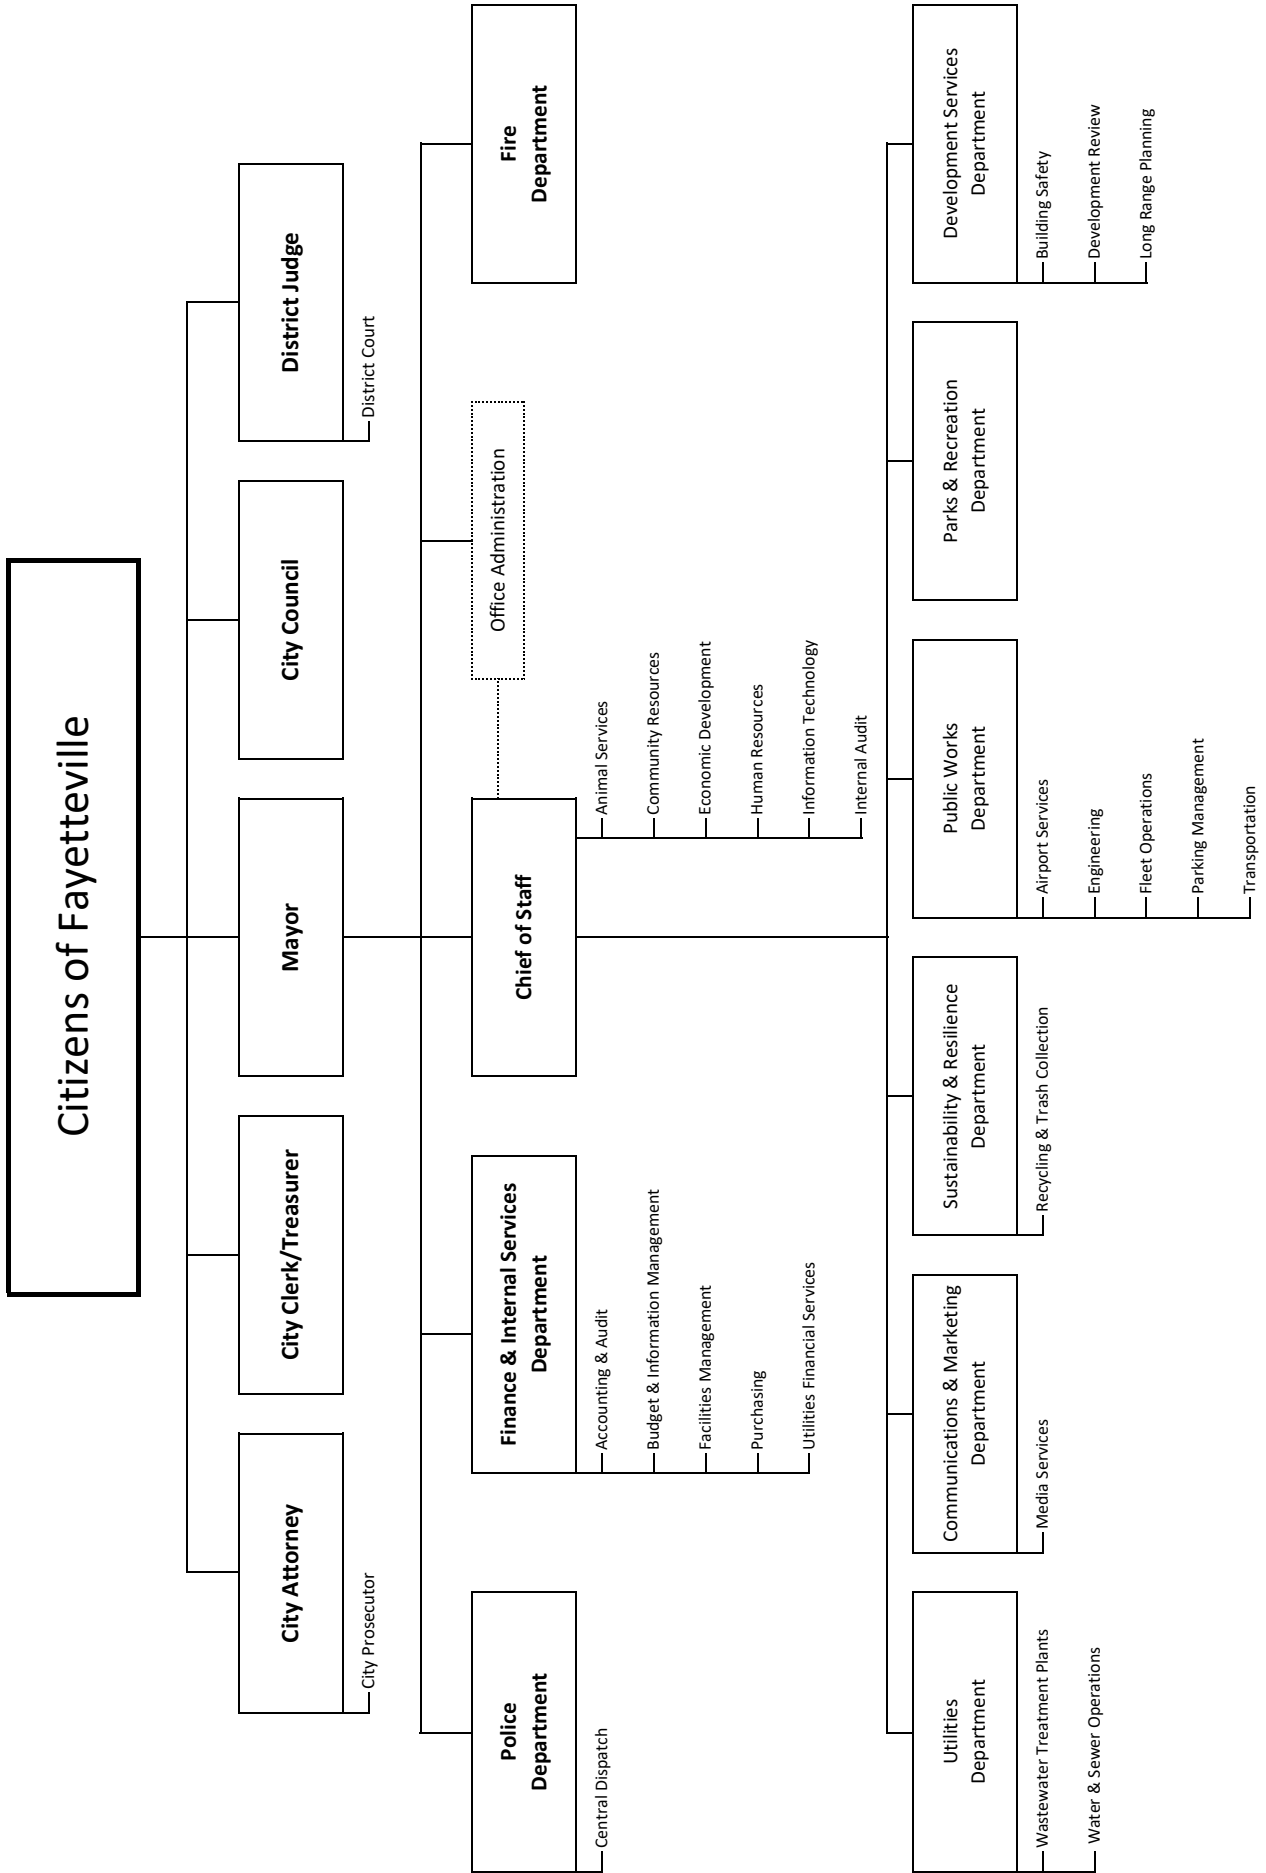 Citizens of Fayetteville
City Attorney
City Prosecutor
City Clerk/Treasurer
Mayor
City Council
District Judge
District Court
Police
Department
Central Dispatch
Finance & Internal Services
Department
Accounting & Audit
Budget & Information Management
Facilities Management
Purchasing
Utilities Financial Services
Chief of Staff
Animal Services
Community Resources
Economic Development
Human Resources
Information Technology
Internal Audit
Office Administration
Fire
Department
Utilities
Department
Wastewater Treatment Plants
Water & Sewer Operations
Communications & Marketing
Department
Media Services
Sustainability & Resilience
Department
Recycling & Trash Collection
Public Works
Department
Airport Services
Engineering
Fleet Operations
Parking Management
Transportation
Parks & Recreation
Department
Development Services
Department
Building Safety
Development Review
Long Range Planning